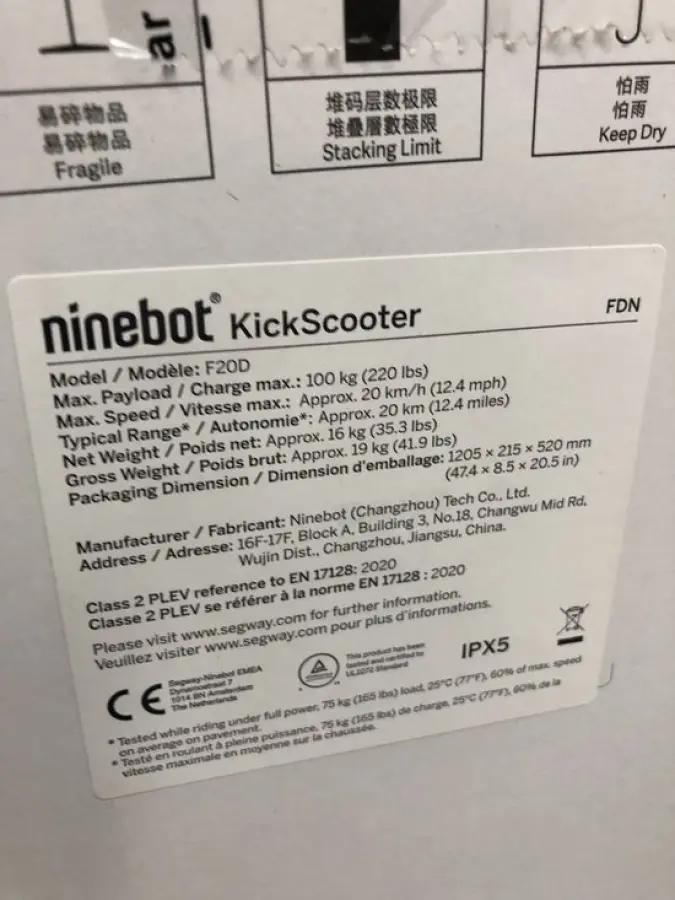 ar
易碎物品
易碎物品
Fragile
堆码层数极限
堆疊層數極限
Stacking Limit
怕雨
怕雨
Keep Dry
ninebot® KickScooter
FDN
Model / Modèle: F20D
Max. Payload / Charge max.: 100 kg (220 lbs)
Max. Speed / Vitesse max.: Approx. 20 km/h (12.4 mph)
Typical Range* / Autonomie*: Approx. 20 km (12.4 miles)
Net Weight / Poids net: Approx. 16 kg (35.3 lbs)
Gross Weight / Poids brut: Approx. 19 kg (41.9 lbs)
Packaging Dimension / Dimension d'emballage: 1205 × 215 × 520 mm
(47.4 × 8.5 × 20.5 in)
Manufacturer / Fabricant: Ninebot (Changzhou) Tech Co., Ltd.
Address / Adresse: 16F-17F, Block A, Building 3, No.18, Changwu Mid Rd,
Wujin Dist., Changzhou, Jiangsu, China.
Class 2 PLEV reference to EN 17128: 2020
Classe 2 PLEV se référer à la norme EN 17128 : 2020
Please visit www.segway.com for further information.
Veuillez visiter www.segway.com pour plus d'informations.
CE
Segway-Ninebot EMEA
Dynamostraat 7
1014 BN Amsterdam
The Netherlands
This product has been
tested and certified to
UL2272 Standard
IPX5
* Tested while riding under full power, 75 kg (165 lbs) load, 25°C (77°F), 60% of max. speed
on average on pavement.
* Testé en roulant à pleine puissance, 75 kg (165 lbs) de charge, 25°C (77°F), 60% de la
vitesse maximale en moyenne sur la chaussée.